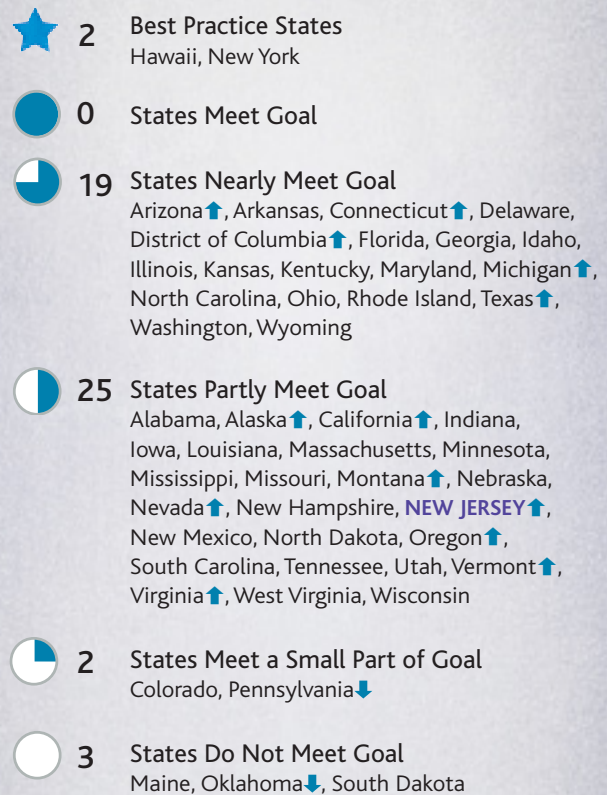 2 Best Practice States
Hawaii, New York
0 States Meet Goal
19 States Nearly Meet Goal
Arizona⬆, Arkansas, Connecticut⬆, Delaware,
District of Columbia⬆, Florida, Georgia, Idaho,
Illinois, Kansas, Kentucky, Maryland, Michigan⬆,
North Carolina, Ohio, Rhode Island, Texas⬆,
Washington, Wyoming
25 States Partly Meet Goal
Alabama, Alaska⬆, California⬆, Indiana,
Iowa, Louisiana, Massachusetts, Minnesota,
Mississippi, Missouri, Montana⬆, Nebraska,
Nevada⬆, New Hampshire, NEW JERSEY⬆,
New Mexico, North Dakota, Oregon⬆,
South Carolina, Tennessee, Utah, Vermont⬆,
Virginia⬆, West Virginia, Wisconsin
2 States Meet a Small Part of Goal
Colorado, Pennsylvania⬇
3 States Do Not Meet Goal
Maine, Oklahoma⬇, South Dakota